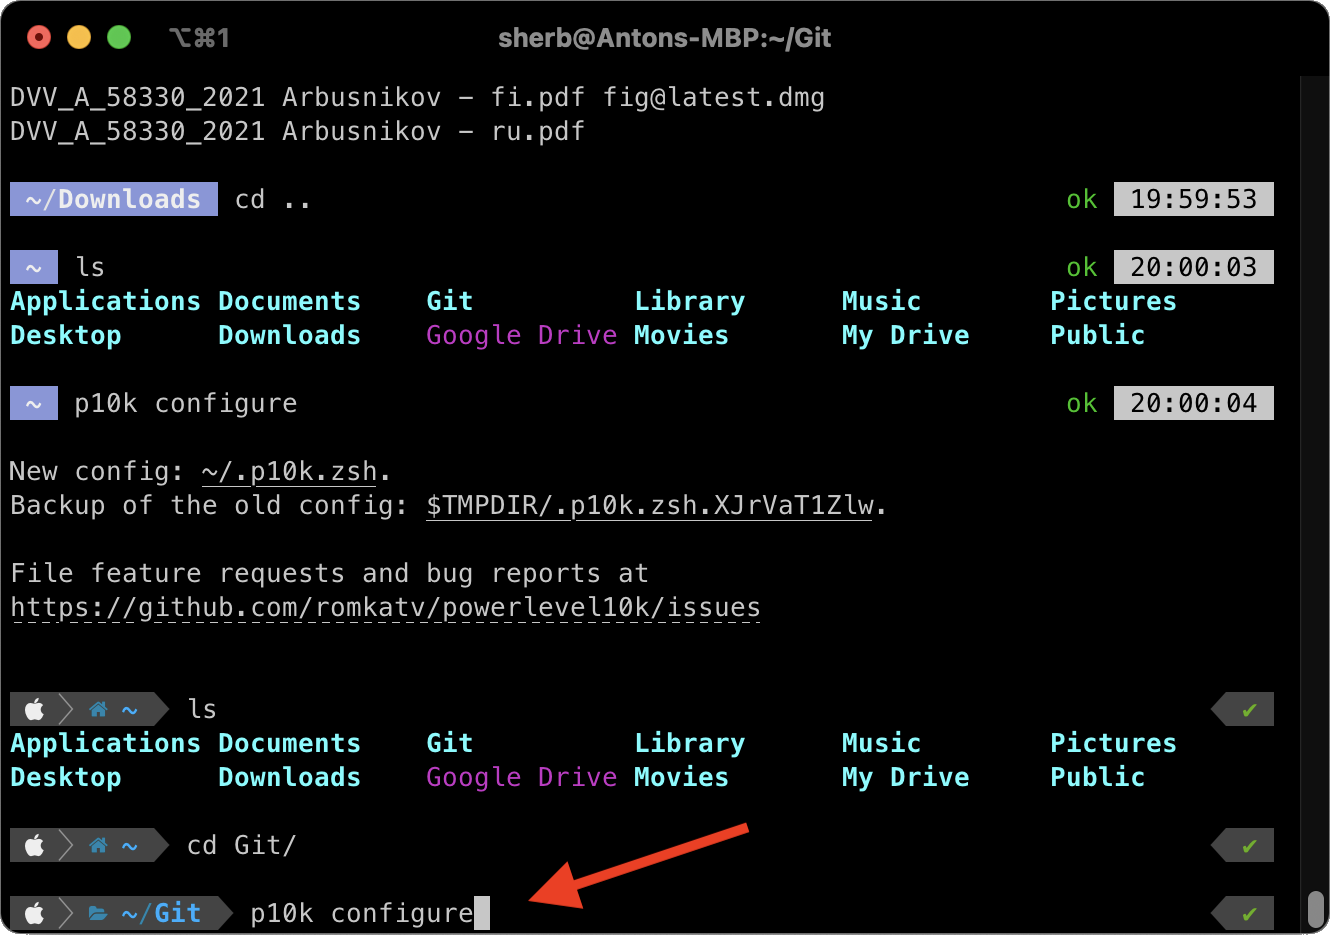 ⌥⌘1 sherb@Antons-MBP:~/Git
DVV_A_58330_2021 Arbusnikov – fi.pdf fig@latest.dmg
DVV_A_58330_2021 Arbusnikov – ru.pdf
~/Downloads cd .. ok 19:59:53
~ ls ok 20:00:03
Applications Documents Git Library Music Pictures
Desktop Downloads Google Drive Movies My Drive Public
~ p10k configure ok 20:00:04
New config: ~/.p10k.zsh.
Backup of the old config: $TMPDIR/.p10k.zsh.XJrVaT1Zlw.
File feature requests and bug reports at
https://github.com/romkatv/powerlevel10k/issues
~ ls ✔
Applications Documents Git Library Music Pictures
Desktop Downloads Google Drive Movies My Drive Public
~ cd Git/ ✔
~/Git p10k configure ✔